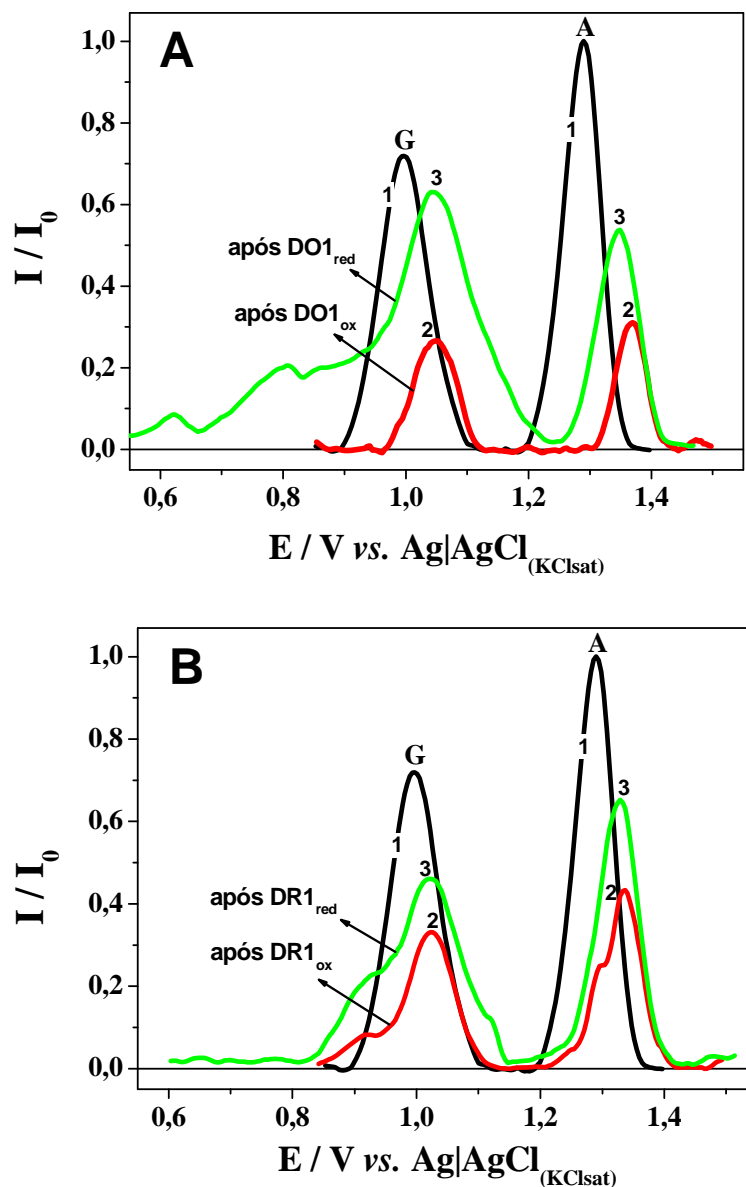 A
1,0
0,8
0,6
0,4
0,2
0,0
I / I0
G
A
1
1
3
3
2
2
após DO1red
após DO1ox
0,6 0,8 1,0 1,2 1,4
E / V vs. Ag|AgCl(KClsat)
B
1,0
0,8
0,6
0,4
0,2
0,0
I / I0
G
A
1
1
3
3
2
2
após DR1red
após DR1ox
0,6 0,8 1,0 1,2 1,4
E / V vs. Ag|AgCl(KClsat)